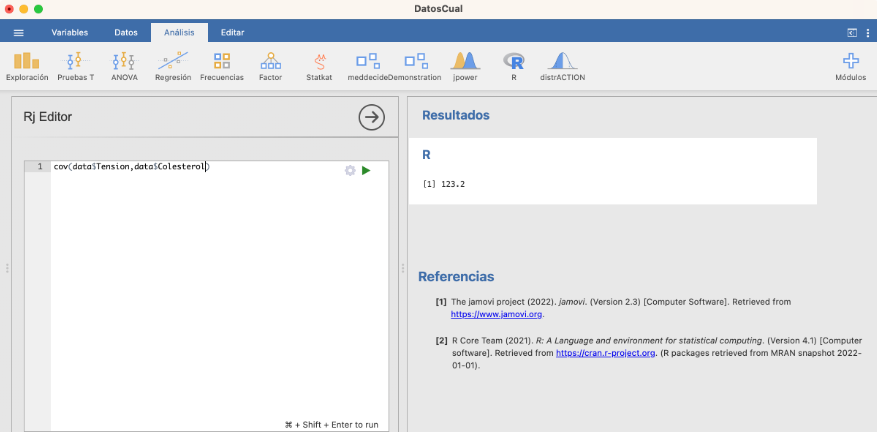 DatosCual
Variables Datos Análisis Editar
Exploración Pruebas T ANOVA Regresión Frecuencias Factor Statkat meddecide Demonstration jpower R distrACTION Módulos
Rj Editor
1 cov(data$Tension,data$Colesterol)
⌘ + Shift + Enter to run
Resultados
R
[1] 123.2
Referencias
[1] The jamovi project (2022). jamovi. (Version 2.3) [Computer Software]. Retrieved from
https://www.jamovi.org.
[2] R Core Team (2021). R: A Language and environment for statistical computing. (Version 4.1) [Computer
software]. Retrieved from https://cran.r-project.org. (R packages retrieved from MRAN snapshot 2022-
01-01).